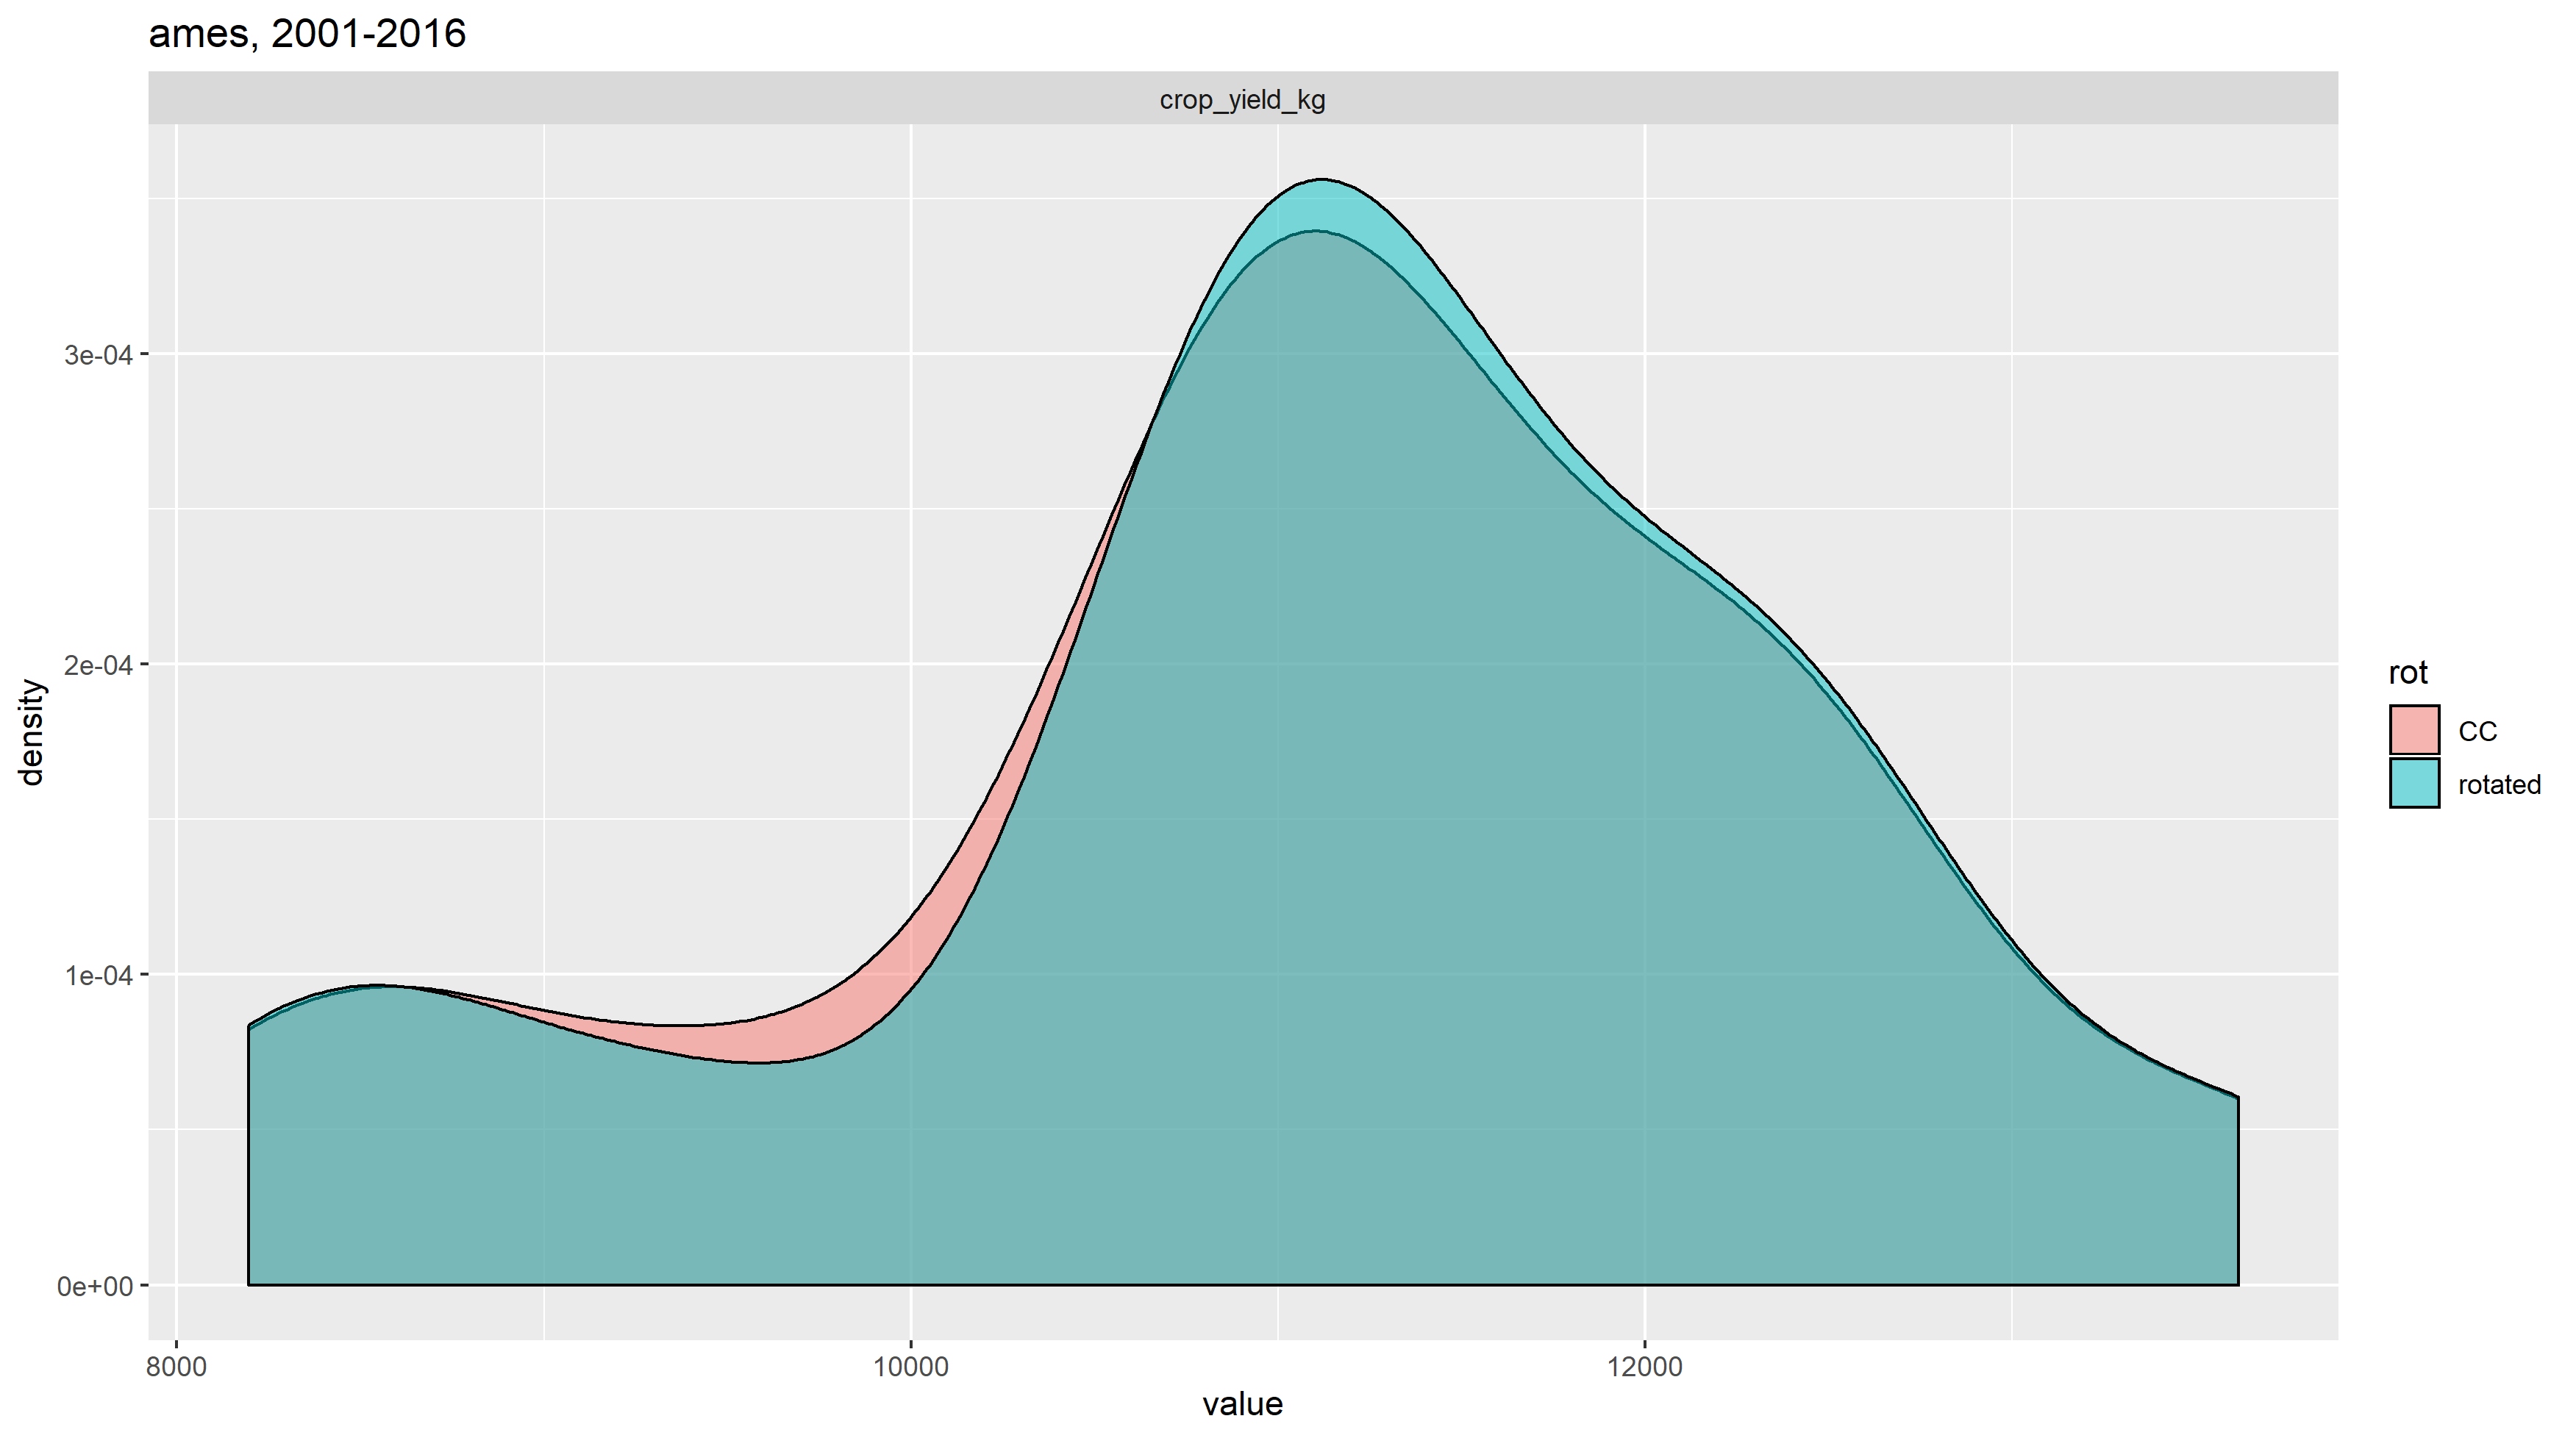 ames, 2001-2016
crop_yield_kg
3e-04
2e-04
1e-04
0e+00
density
8000
10000
12000
value
rot
CC
rotated